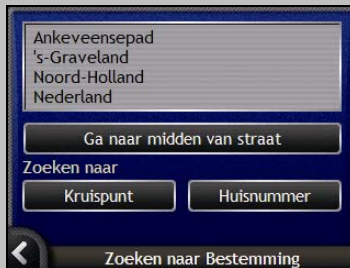 Ankeveensepad
's-Graveland
Noord-Holland
Nederland
Ga naar midden van straat
Zoeken naar
Kruispunt Huisnummer
Zoeken naar Bestemming